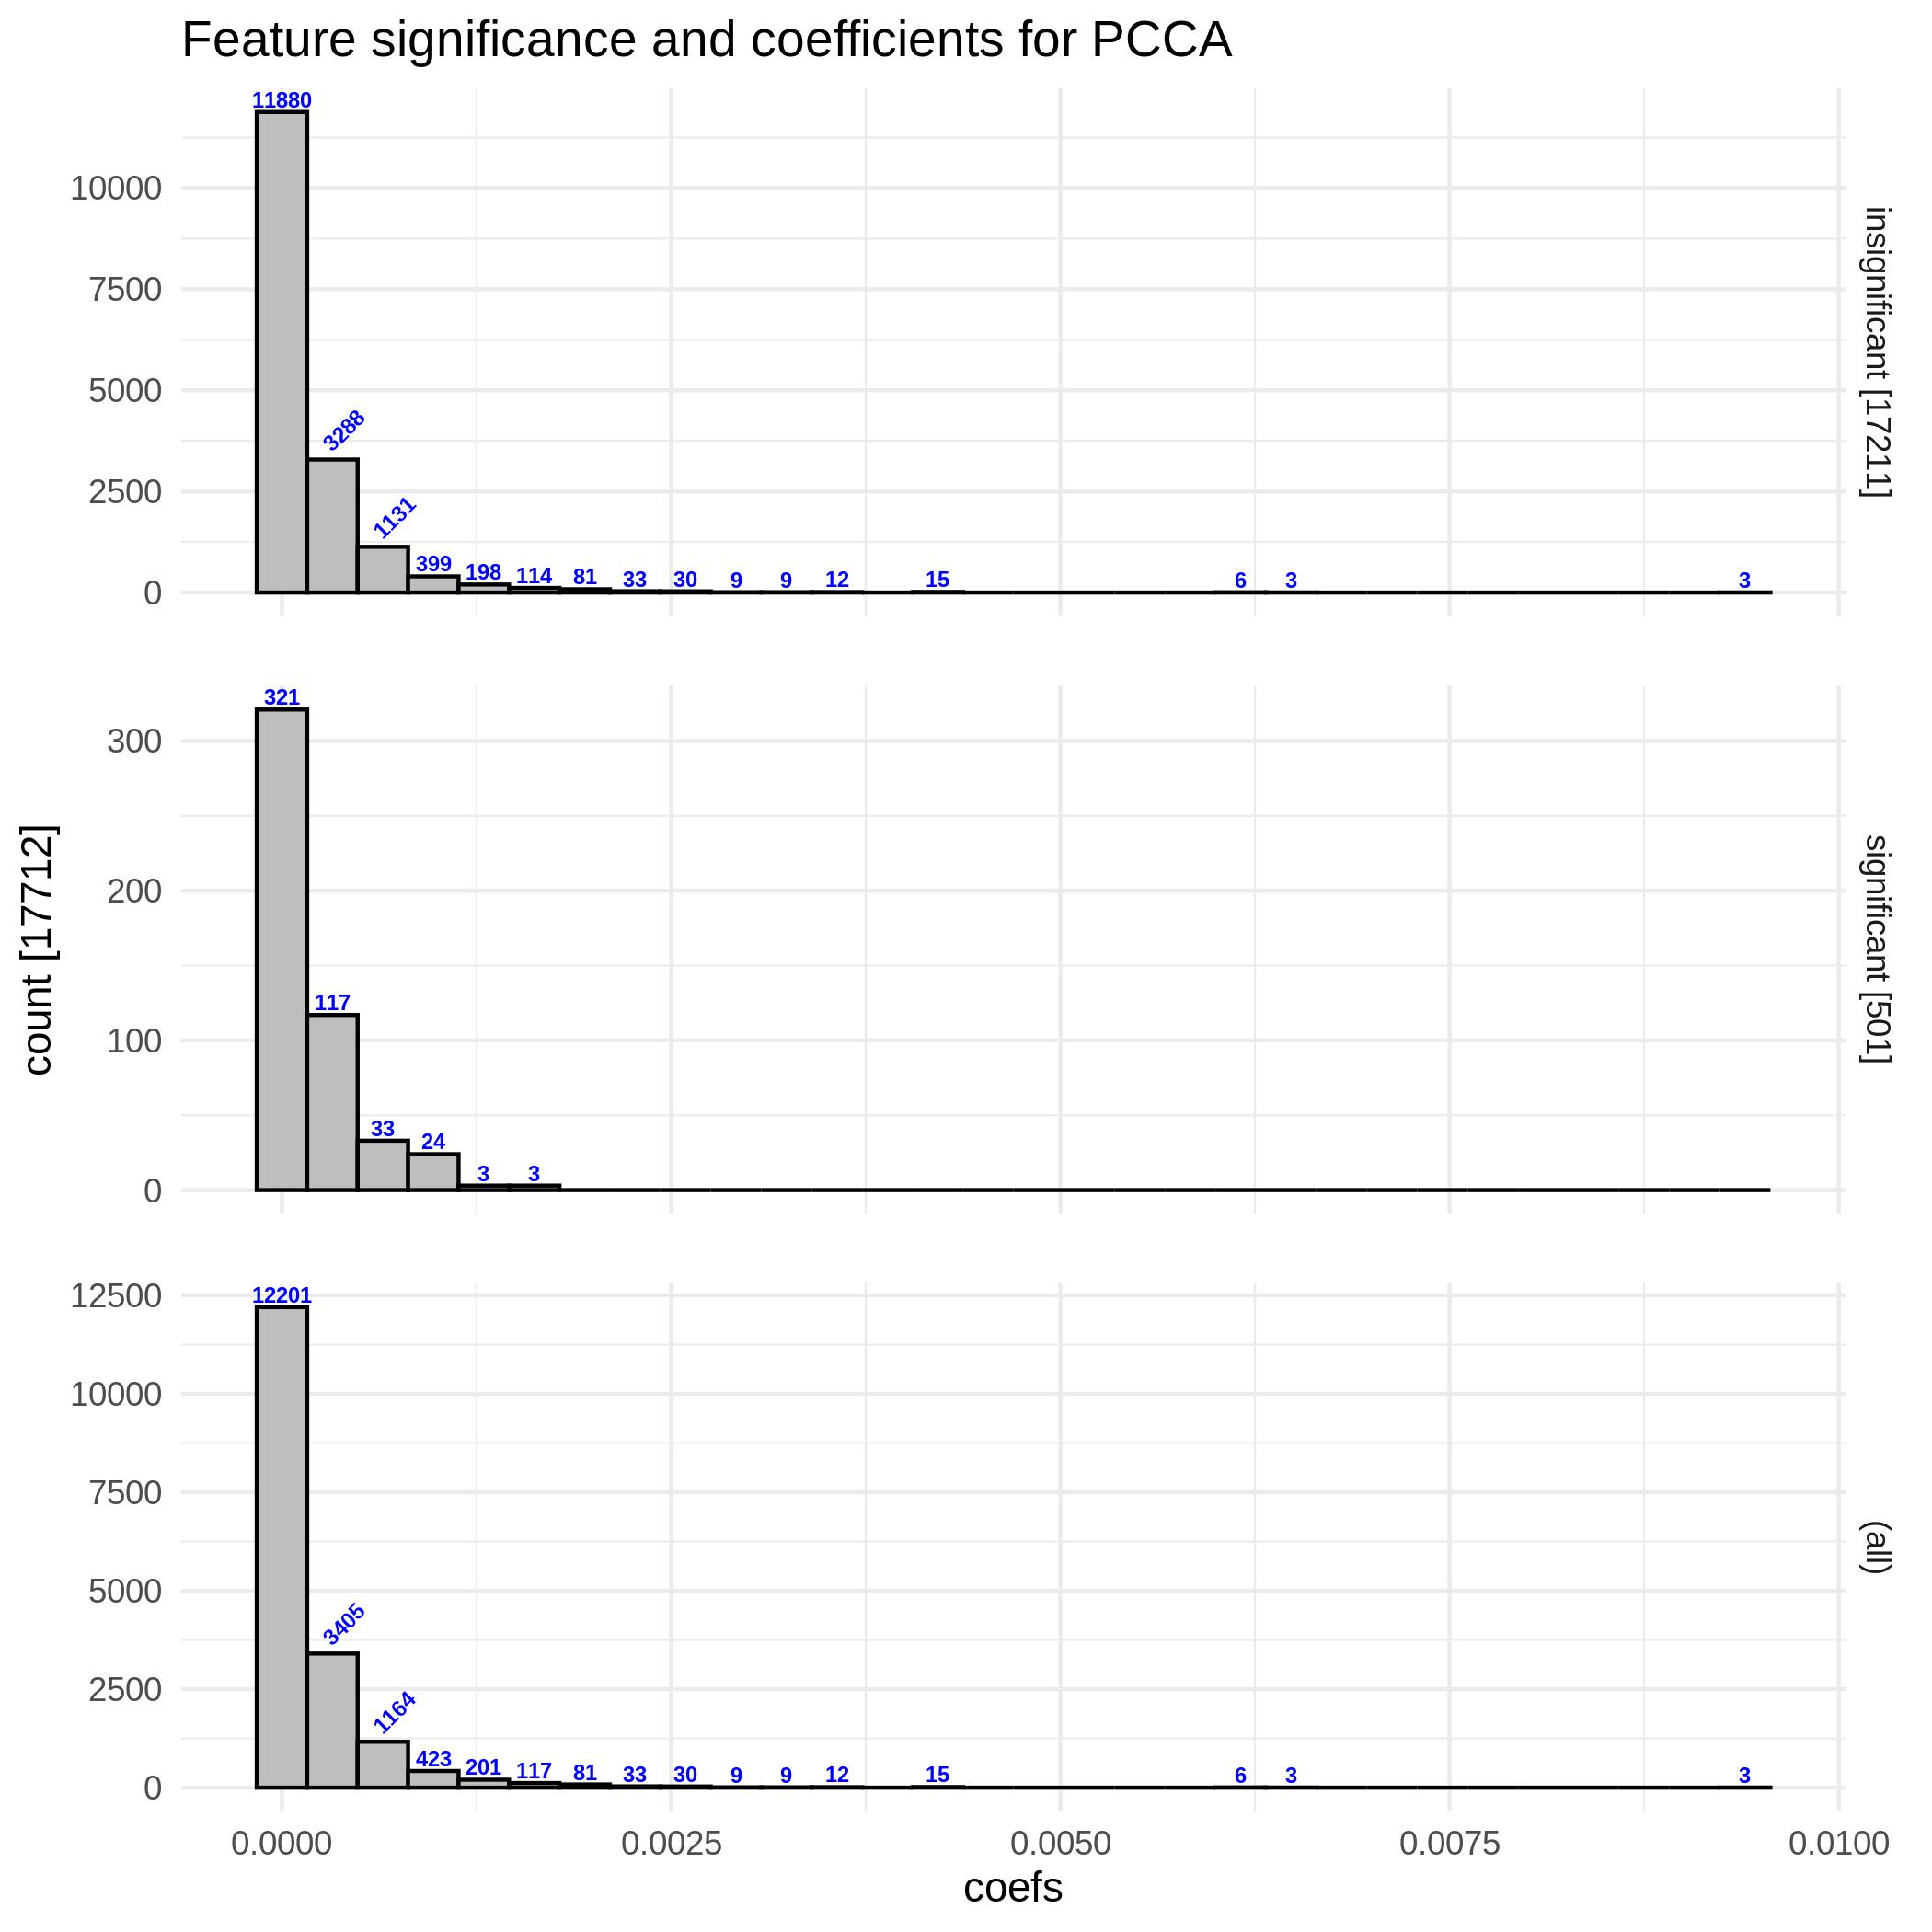 Feature significance and coefficients for PCCA
11880
10000
7500
5000
2500
0
3288
1131
399 198 114 81 33 30 9 9 12 15 6 3 3
insignificant [17211]
321
300
200
100
0
117
33 24 3 3
significant [501]
count [17712]
12201
12500
10000
7500
5000
2500
0
3405
1164
423 201 117 81 33 30 9 9 12 15 6 3 3
(all)
0.0000 0.0025 0.0050 0.0075 0.0100
coefs